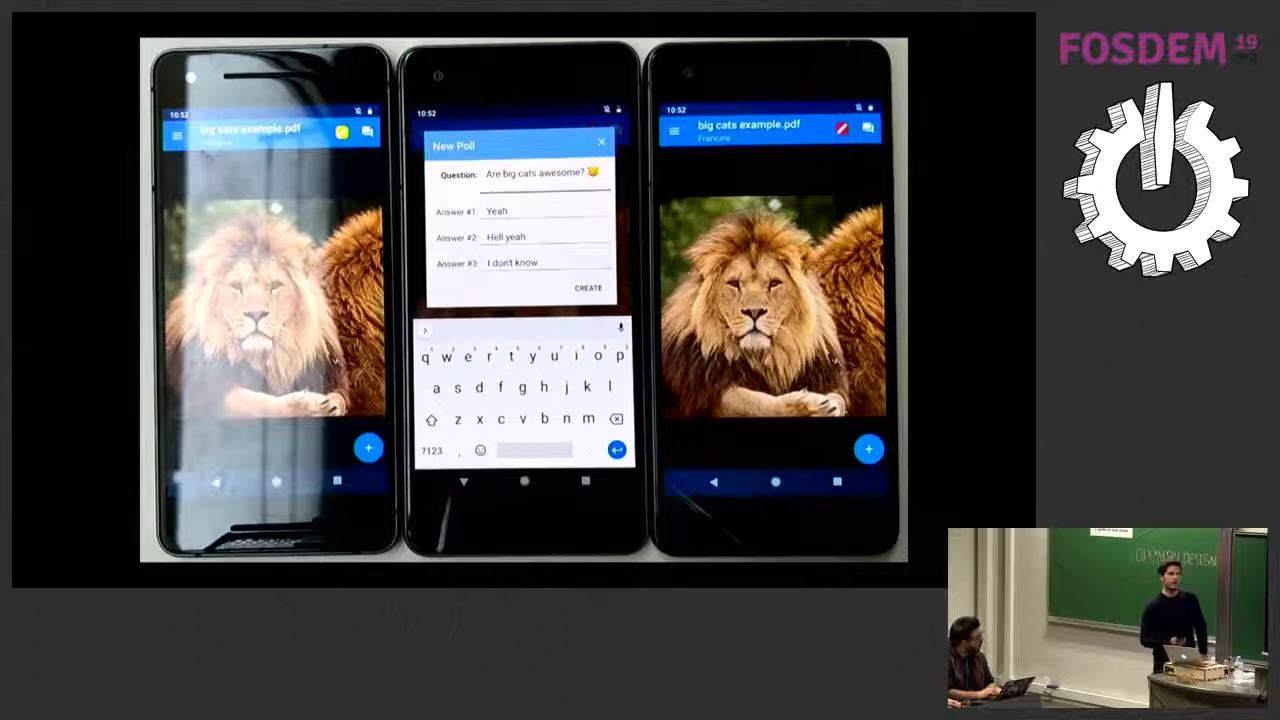 FOSDEM 19
10:52
big cats example.pdf
10:52
New Poll
Question: Are big cats awesome? 😸
Answer #1: Yeah
Answer #2: Hell yeah
Answer #3: I don't know
CREATE
q w e r t y u i o p
a s d f g h j k l
z x c v b n m
?123 , .
10:52
big cats example.pdf
Francine
DESIGN